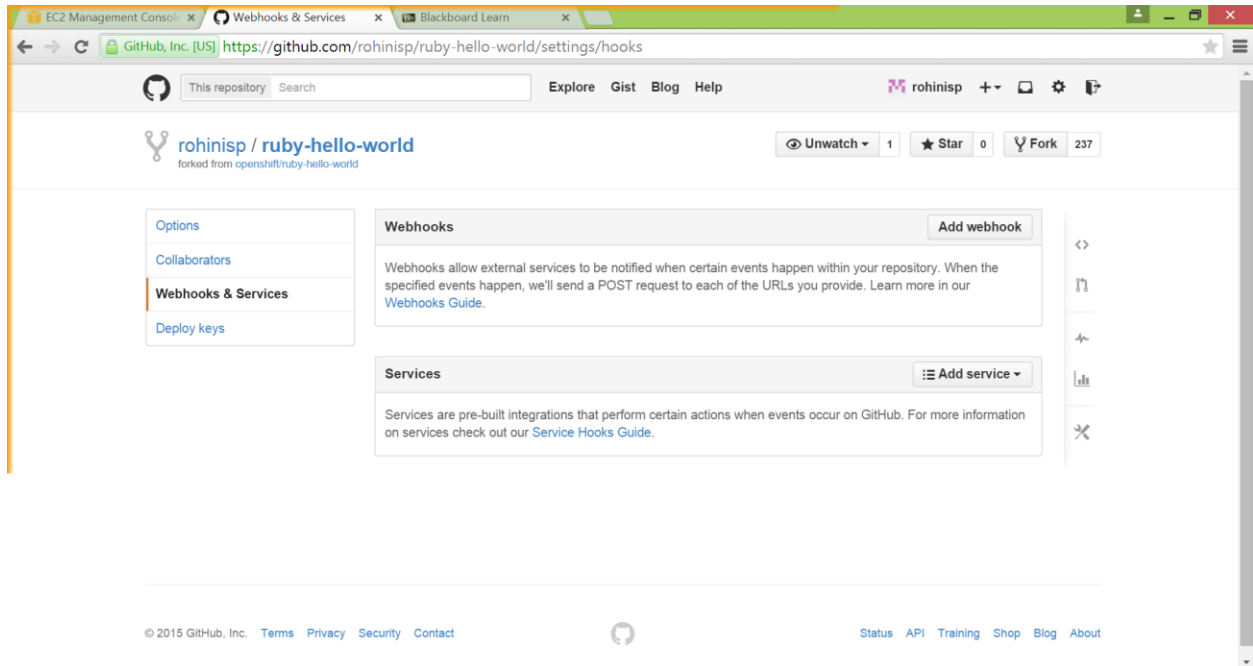 EC2 Management Consol
Webhooks & Services
Blackboard Learn
GitHub, Inc. [US] https://github.com/rohinisp/ruby-hello-world/settings/hooks
This repository Search Explore Gist Blog Help rohinisp
rohinisp / ruby-hello-world Unwatch 1 Star 0 Fork 237
forked from openshift/ruby-hello-world
Options
Collaborators
Webhooks & Services
Deploy keys
Webhooks Add webhook
Webhooks allow external services to be notified when certain events happen within your repository. When the
specified events happen, we'll send a POST request to each of the URLs you provide. Learn more in our
Webhooks Guide.
Services Add service
Services are pre-built integrations that perform certain actions when events occur on GitHub. For more information
on services check out our Service Hooks Guide.
© 2015 GitHub, Inc. Terms Privacy Security Contact Status API Training Shop Blog About